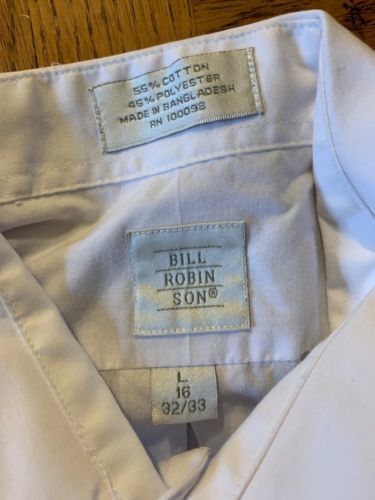 55% COTTON
45% POLYESTER
MADE IN BANGLADESH
RN 100098
BILL
ROBIN
SON®
L
16
32/33